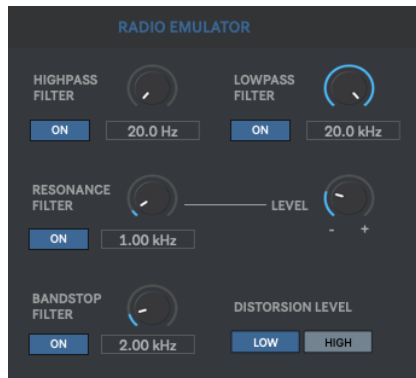 RADIO EMULATOR
HIGHPASS
FILTER
ON
20.0 Hz
LOWPASS
FILTER
ON
20.0 kHz
RESONANCE
FILTER
ON
1.00 kHz
LEVEL
- +
BANDSTOP
FILTER
ON
2.00 kHz
DISTORSION LEVEL
LOW HIGH